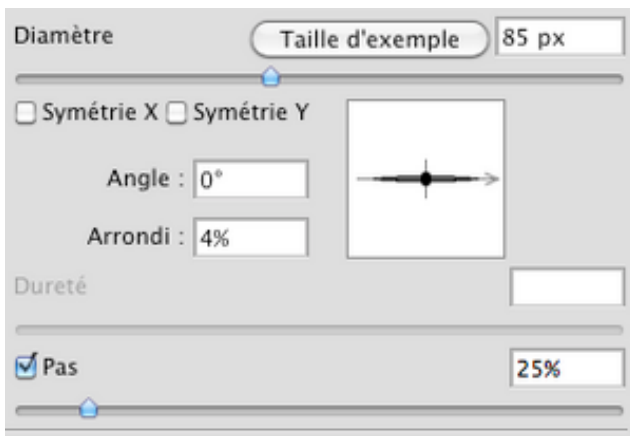 Diamètre Taille d'exemple 85 px
Symétrie X Symétrie Y
Angle : 0°
Arrondi : 4%
Dureté
Pas 25%